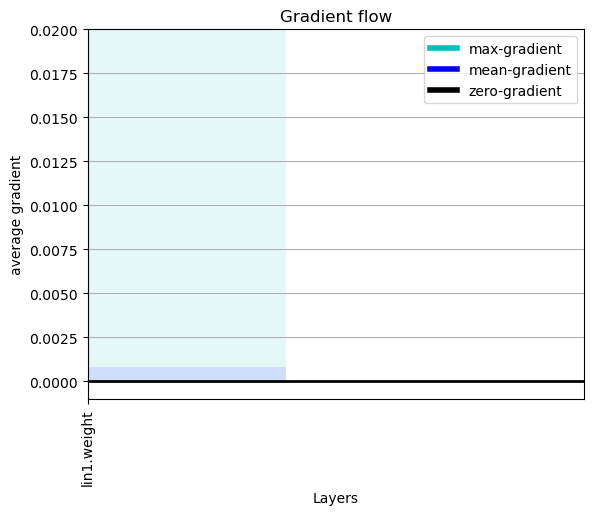 Gradient flow
max-gradient
mean-gradient
zero-gradient
0.0200
0.0175
0.0150
0.0125
0.0100
0.0075
0.0050
0.0025
0.0000
average gradient
lin1.weight
Layers